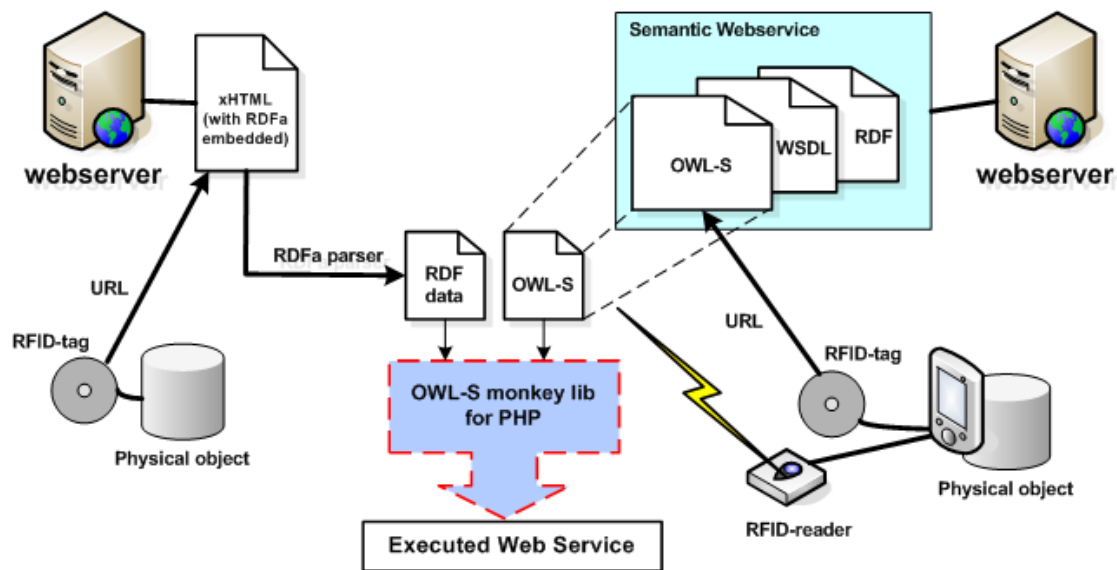 Semantic Webservice
xHTML
(with RDFa
embedded)
webserver
OWL-S
WSDL
RDF
webserver
RDFa parser
RDF
data
OWL-S
URL
URL
RFID-tag
RFID-tag
OWL-S monkey lib
for PHP
Physical object
Physical object
RFID-reader
Executed Web Service